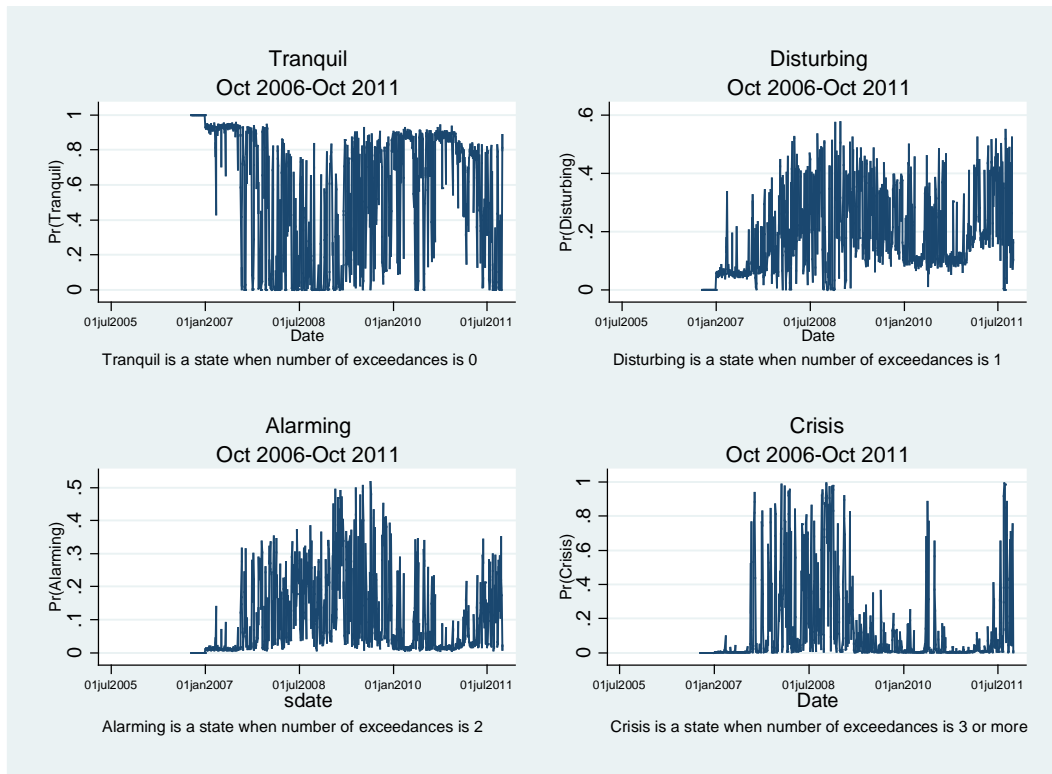 Tranquil
Oct 2006-Oct 2011
Pr(Tranquil)
1
.8
.6
.4
.2
0
01jul2005 01jan2007 01jul2008 01jan2010 01jul2011
Date
Tranquil is a state when number of exceedances is 0
Disturbing
Oct 2006-Oct 2011
Pr(Disturbing)
.6
.4
.2
0
01jul2005 01jan2007 01jul2008 01jan2010 01jul2011
Date
Disturbing is a state when number of exceedances is 1
Alarming
Oct 2006-Oct 2011
Pr(Alarming)
.5
.4
.3
.2
.1
0
01jul2005 01jan2007 01jul2008 01jan2010 01jul2011
sdate
Alarming is a state when number of exceedances is 2
Crisis
Oct 2006-Oct 2011
Pr(Crisis)
1
.8
.6
.4
.2
0
01jul2005 01jan2007 01jul2008 01jan2010 01jul2011
Date
Crisis is a state when number of exceedances is 3 or more